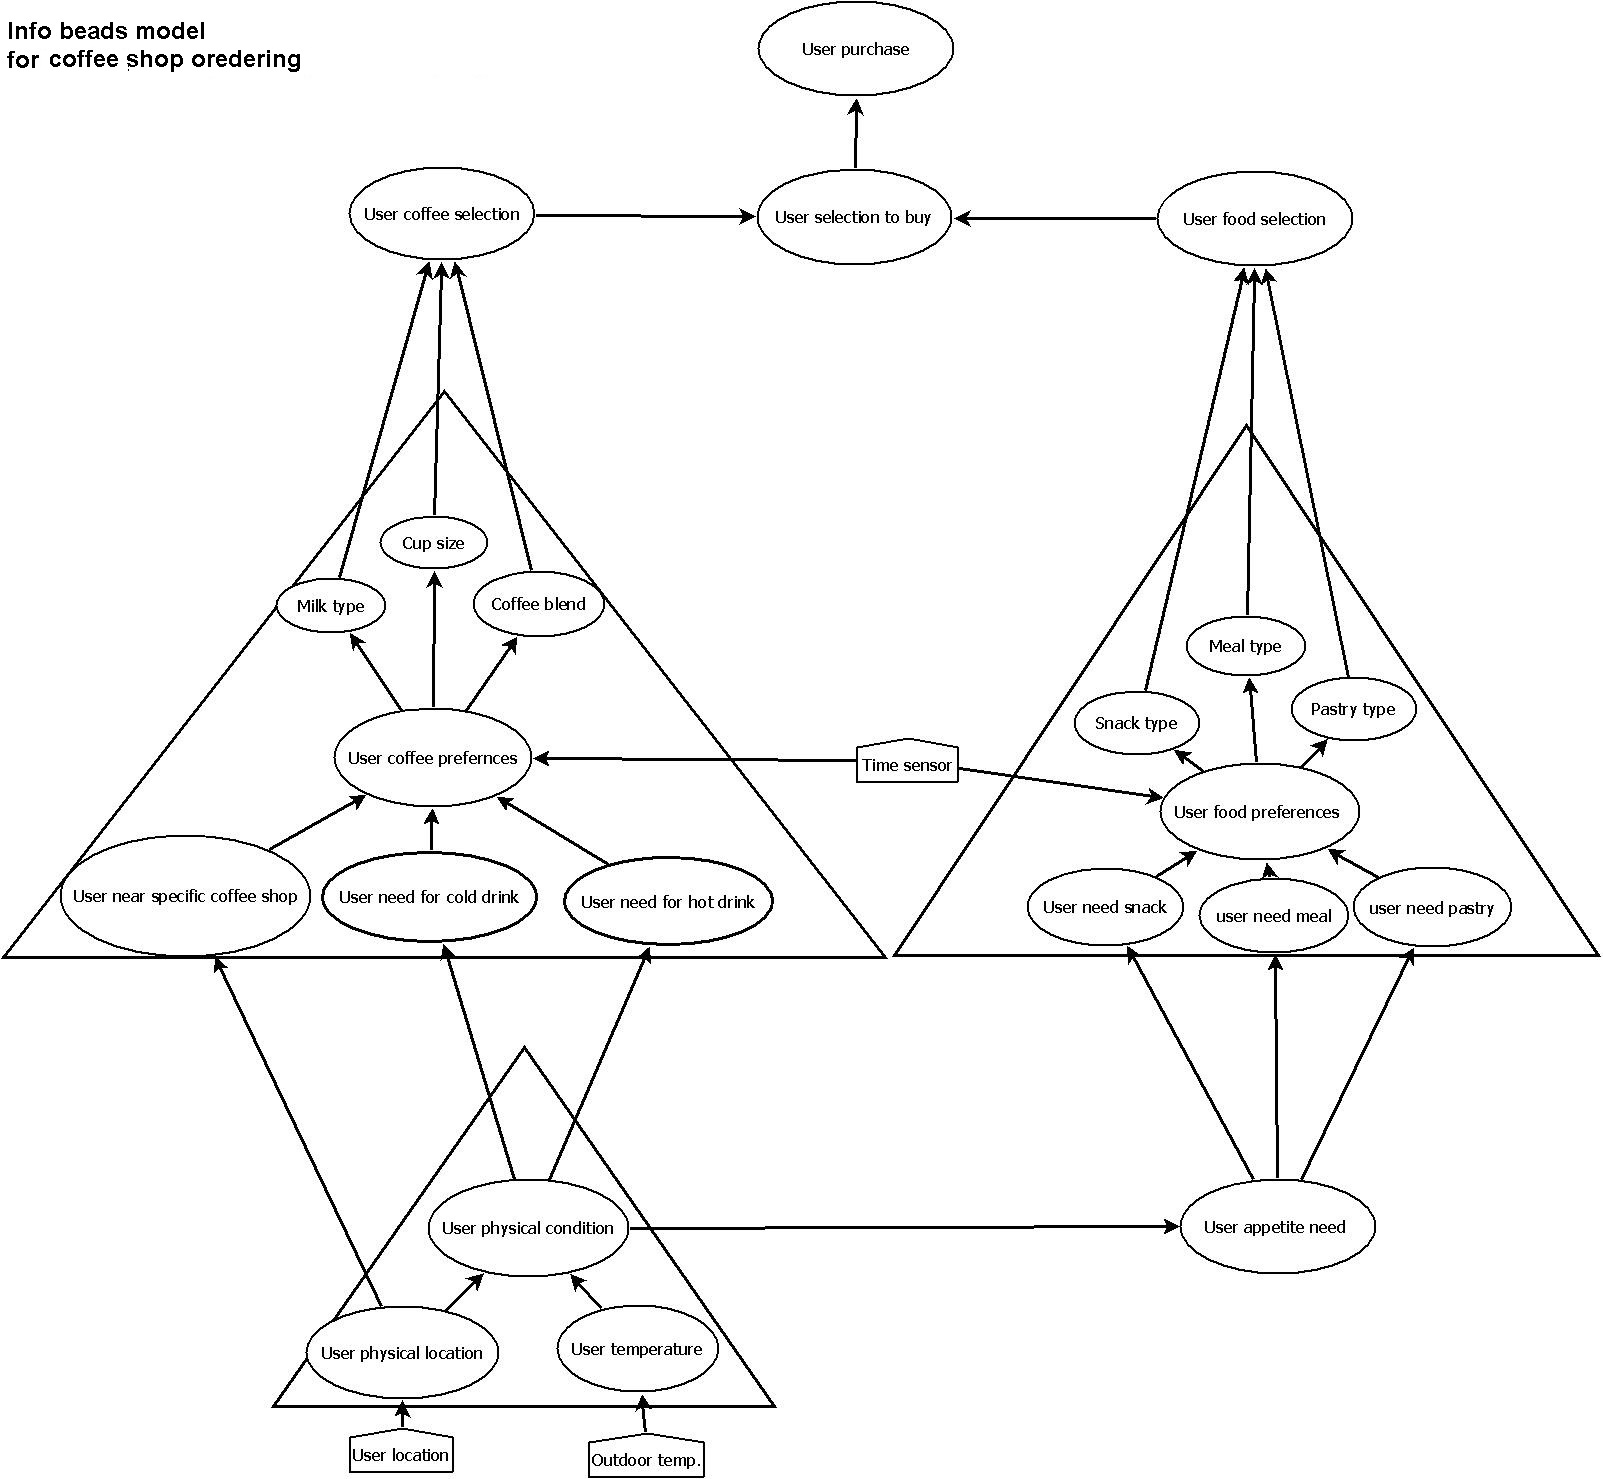 Info beads model
for coffee shop oredering
User purchase
User coffee selection
User selection to buy
User food selection
Cup size
Milk type
Coffee blend
Meal type
Snack type
Pastry type
User coffee prefernces
Time sensor
User food preferences
User near specific coffee shop
User need for cold drink
User need for hot drink
User need snack
user need meal
user need pastry
User physical condition
User appetite need
User physical location
User temperature
User location
Outdoor temp.